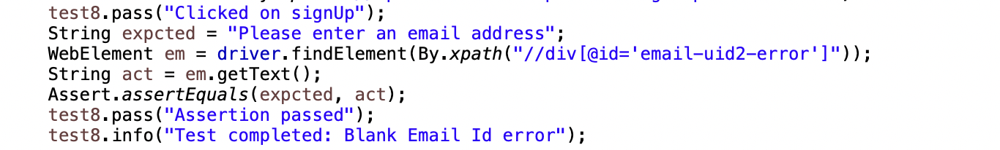 test8.pass("Clicked on signUp");
String expcted = "Please enter an email address";
WebElement em = driver.findElement(By.xpath("//div[@id='email-uid2-error']"));
String act = em.getText();
Assert.assertEquals(expcted, act);
test8.pass("Assertion passed");
test8.info("Test completed: Blank Email Id error");